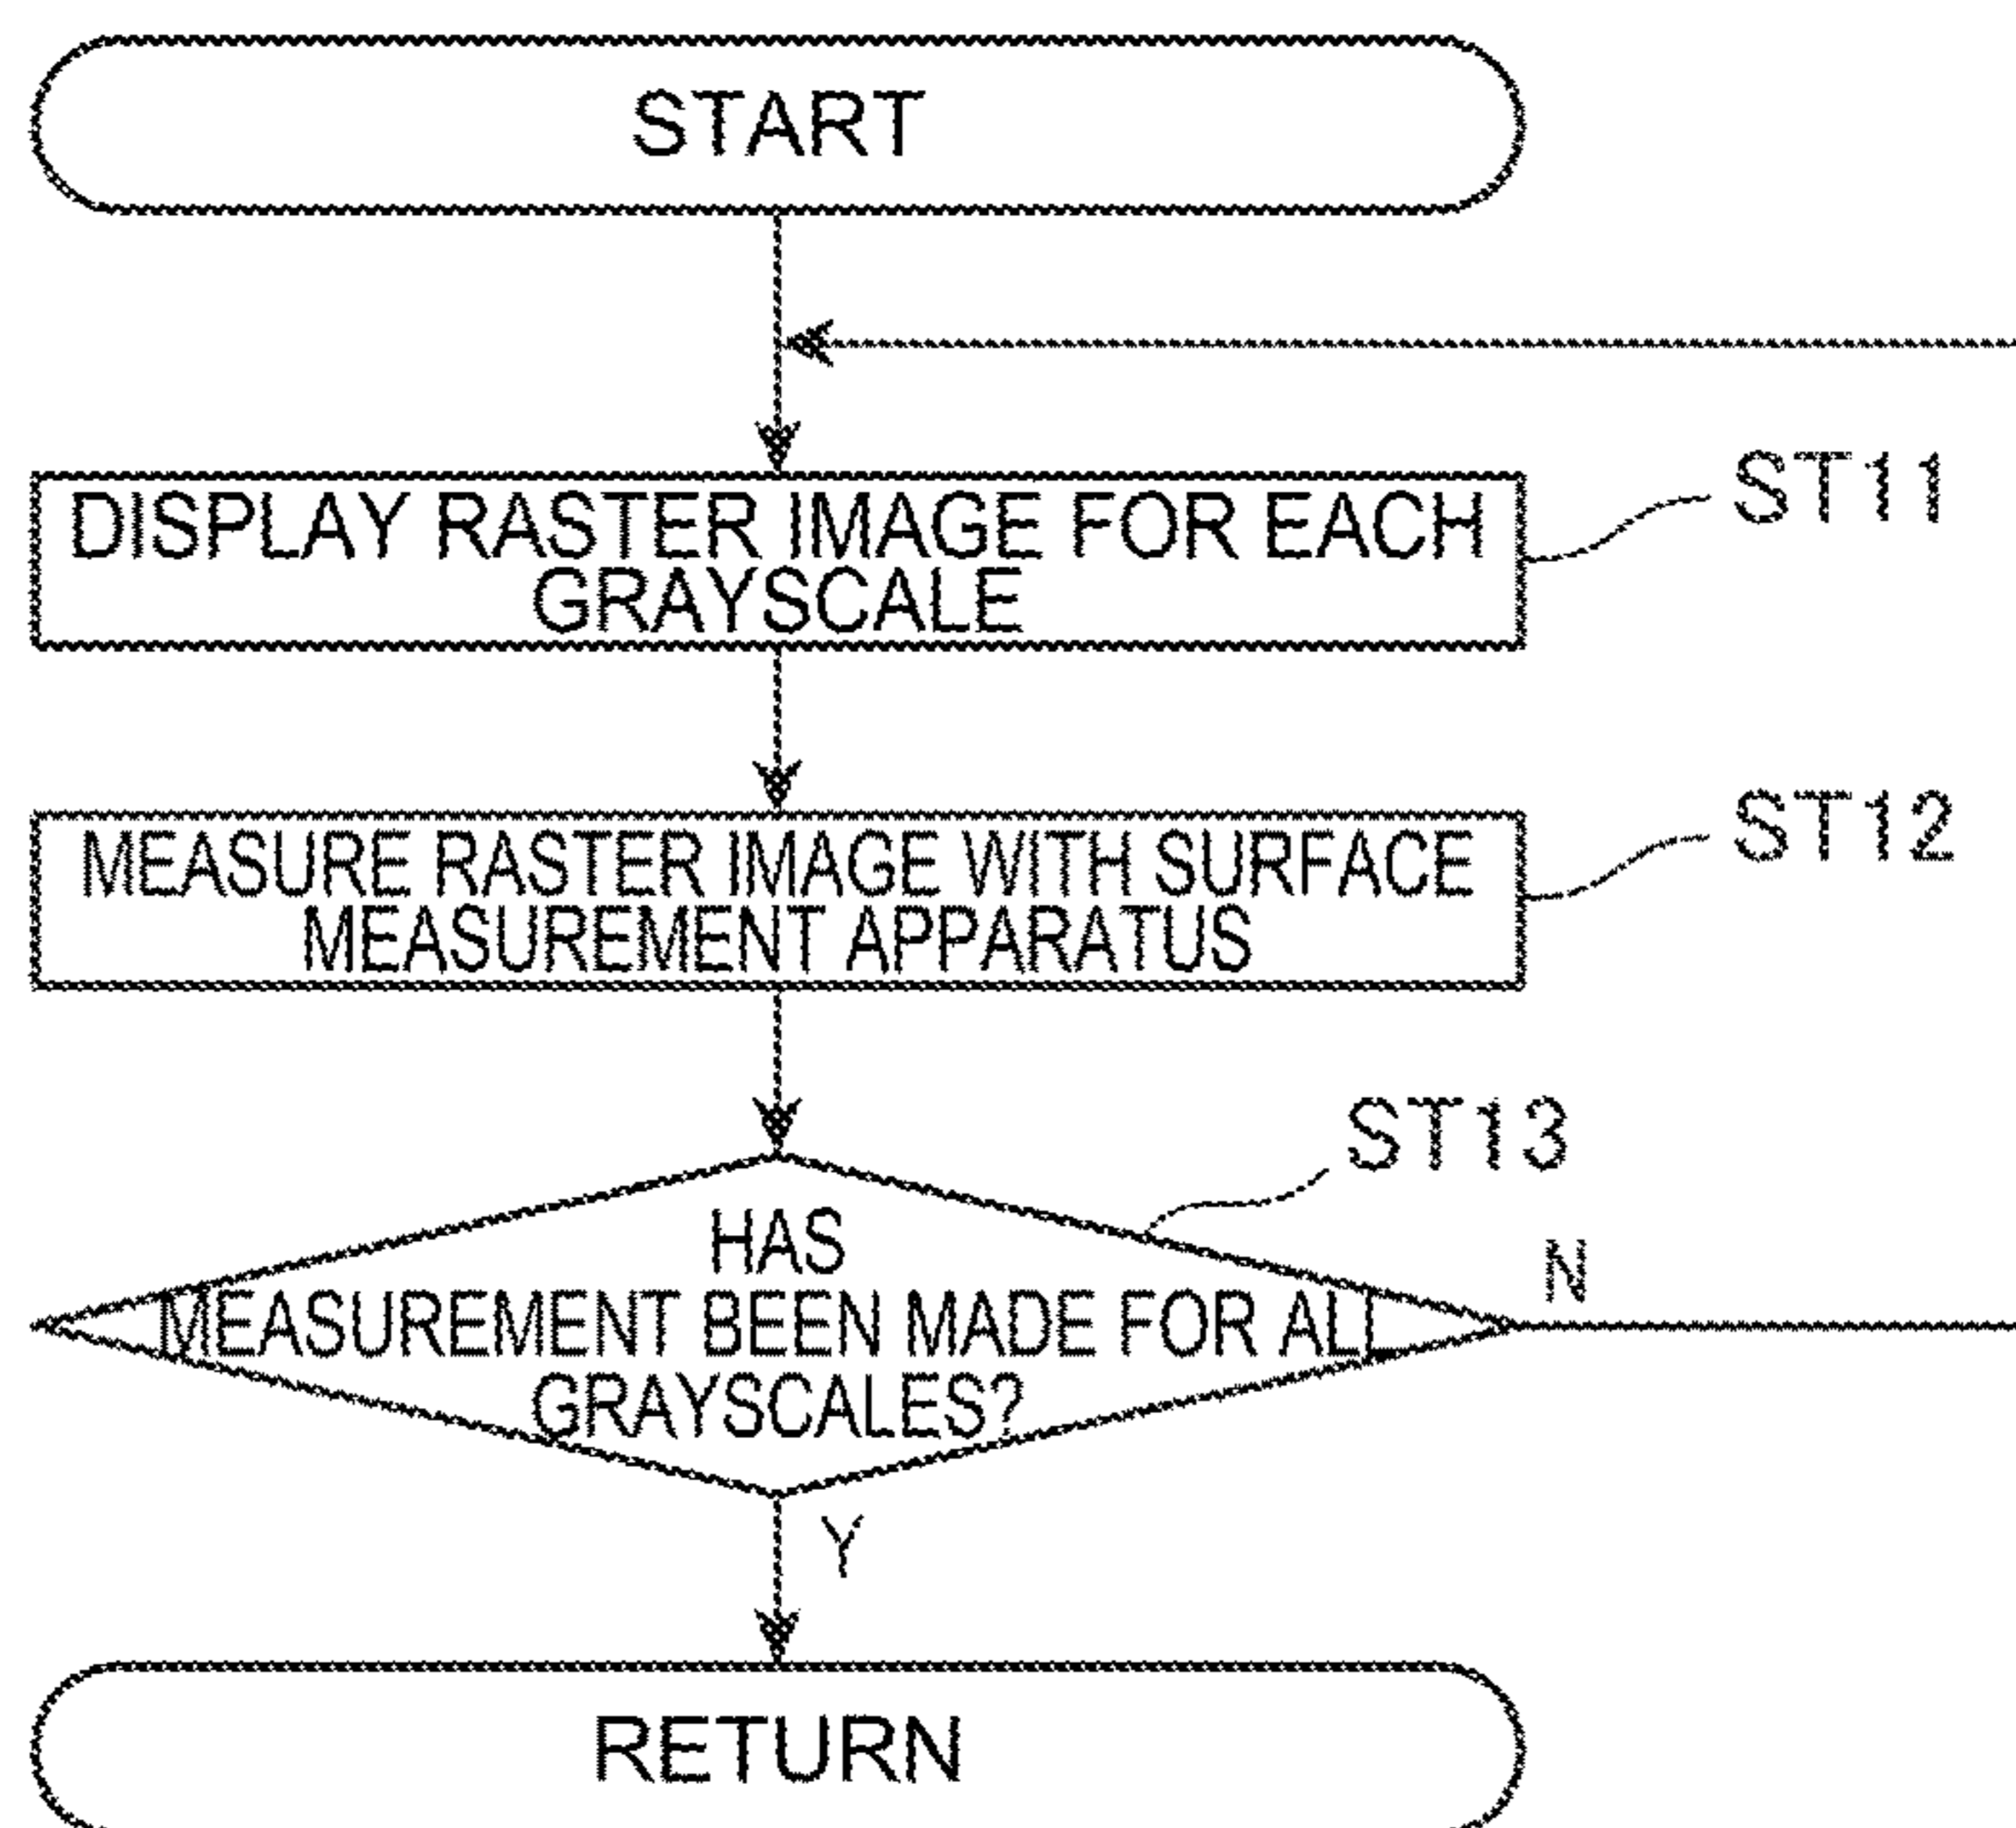 START
DISPLAY RASTER IMAGE FOR EACH
GRAYSCALE
ST11
MEASURE RASTER IMAGE WITH SURFACE
MEASUREMENT APPARATUS
ST12
ST13
HAS
MEASUREMENT BEEN MADE FOR ALL
GRAYSCALES?
N
Y
RETURN